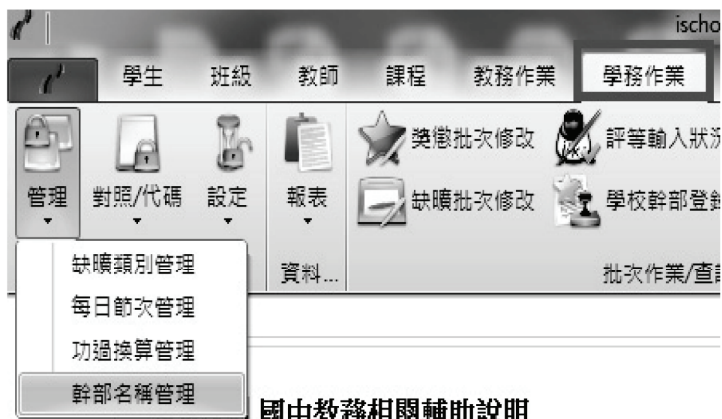 ischo
學生 班級 教師 課程 教務作業 學務作業
管理 對照/代碼 設定 報表 獎懲批次修改 評等輸入狀況
缺曠批次修改 學校幹部登錄
資料... 批次作業/查詢
缺曠類別管理
每日節次管理
功過換算管理
幹部名稱管理
國中教務相關輔助說明